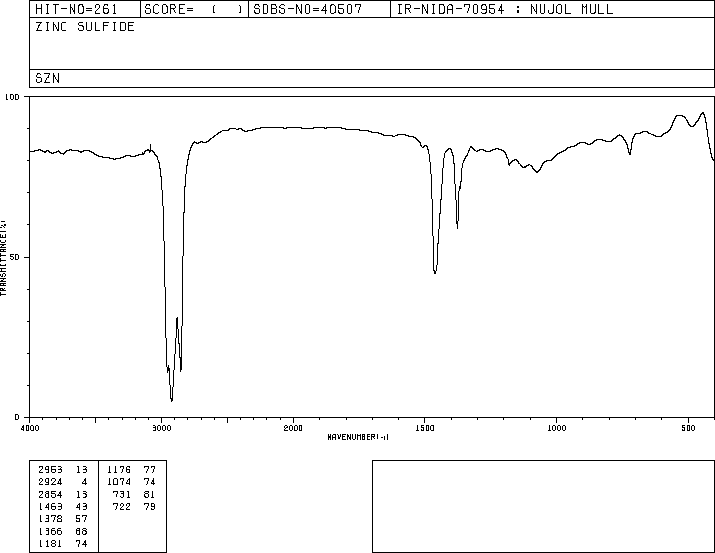 HIT-NO=261 SCORE= ( ) SDBS-NO=40507 IR-NIDA-70954 : NUJOL MULL
ZINC SULFIDE
SZN
100
50
0
TRANSMITTANCE(%)
4000 3000 2000 1500 1000 500
WAVENUMBER(-1)
2953 13 1176 77
2924 4 1074 74
2854 13 731 81
1463 43 722 79
1378 57
1366 66
1181 74